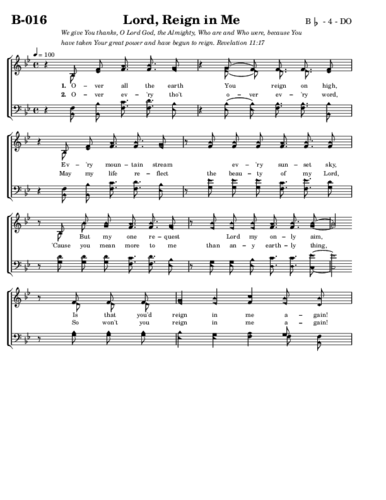 B-016 Lord, Reign in Me B♭ - 4 - DO
We give You thanks, O Lord God, the Almighty, Who are and Who were, because You
have taken Your great power and have begun to reign. Revelation 11:17
♩ = 100
1. O - ver all the earth You reign on high,
2. O - ver ev - 'ry tho't o - ver ev - 'ry word,
Ev - 'ry moun - tain stream ev - 'ry sun - set sky,
May my life re - flect the beau - ty of my Lord,
But my one re - quest Lord my on - ly aim,
'Cause you mean more to me than an - y earth - ly thing,
Is that you'd reign in me a - gain!
So won't you reign in me a - gain!